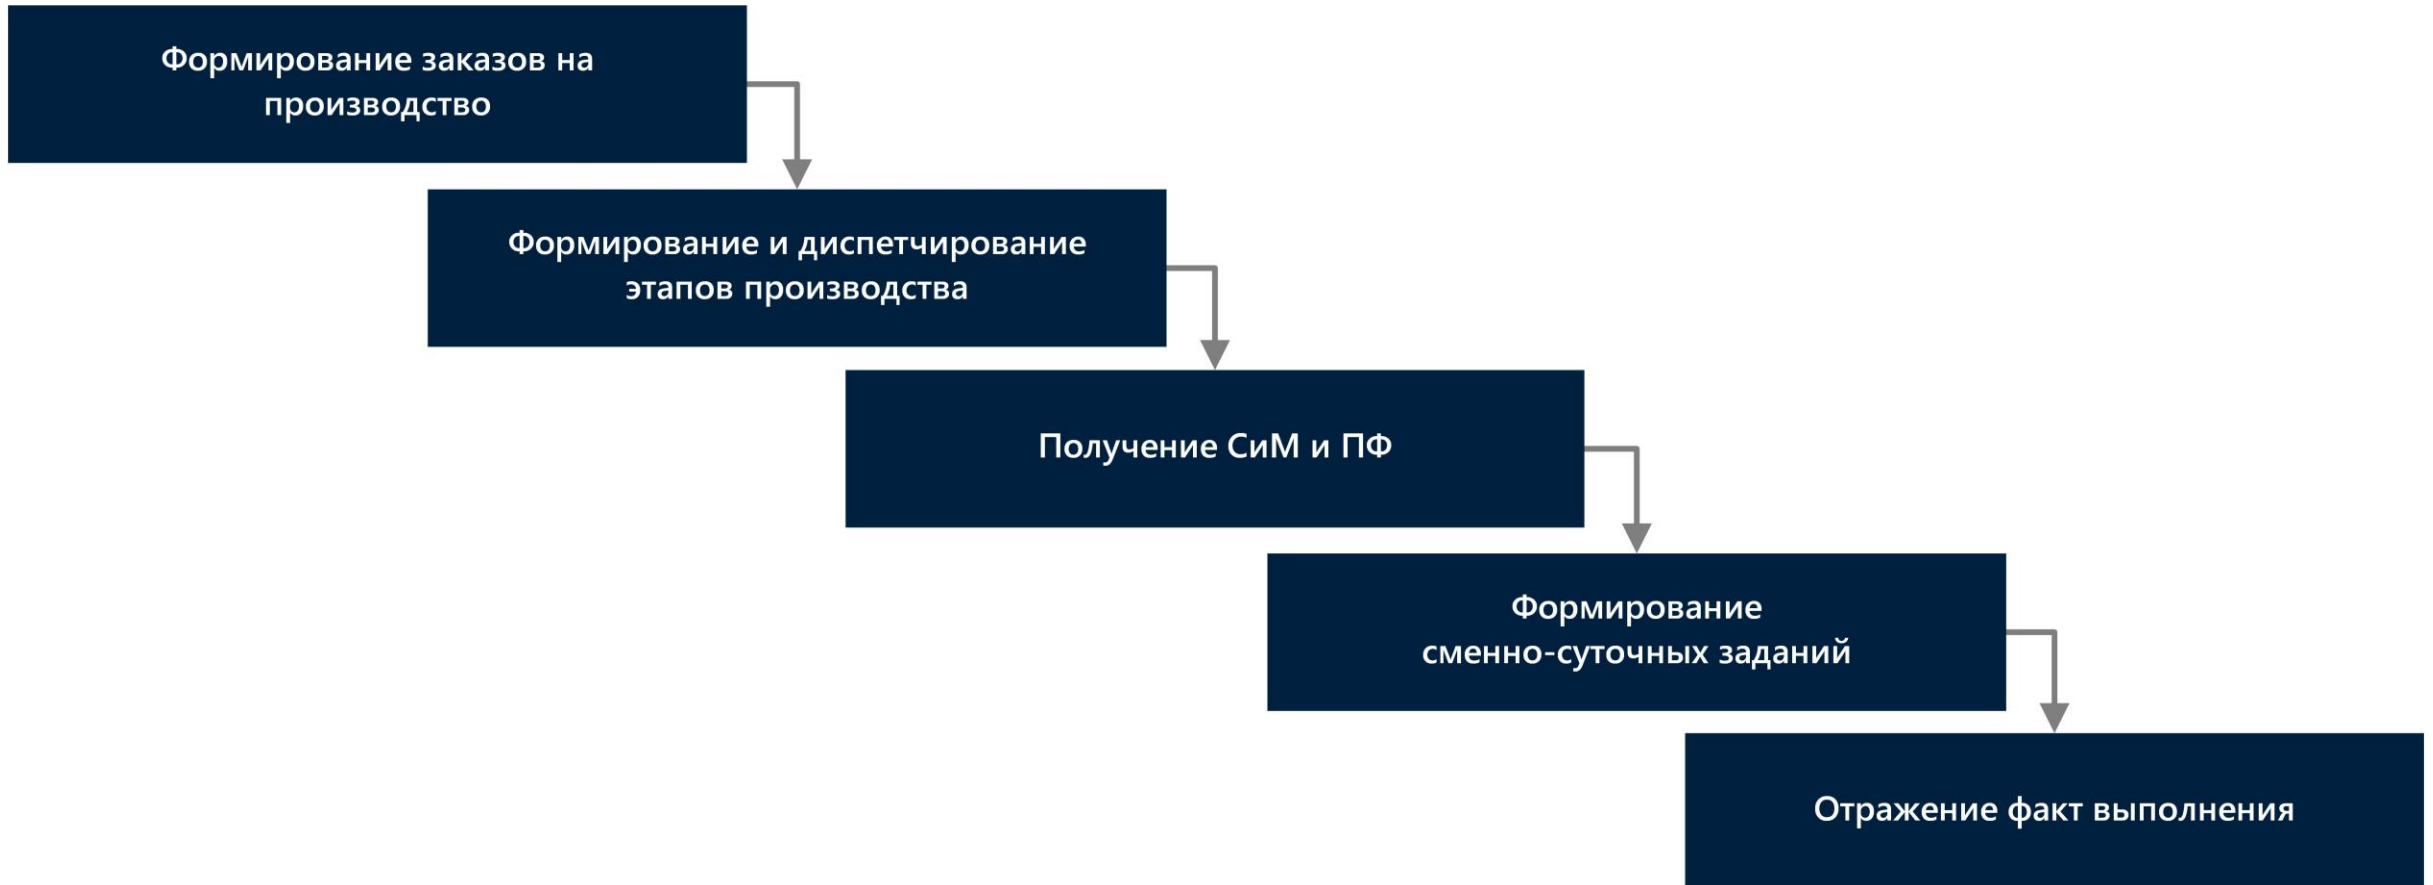 Формирование заказов на
производство
Формирование и диспетчирование
этапов производства
Получение СиМ и ПФ
Формирование
сменно-суточных заданий
Отражение факт выполнения